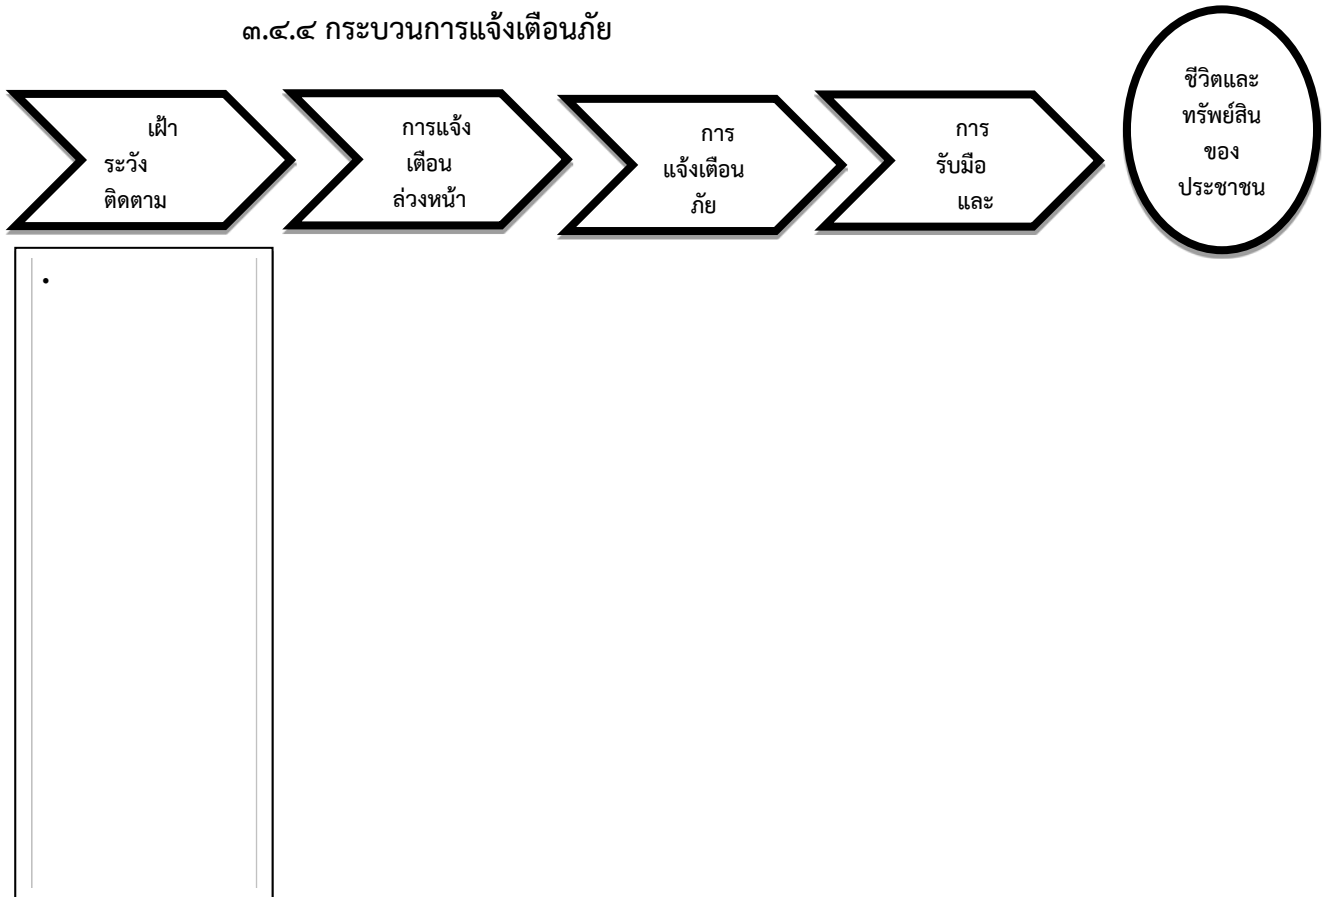 ๓.๔.๔ กระบวนการแจ้งเตือนภัย
เฝ้า
ระวัง
ติดตาม
การแจ้ง
เตือน
ล่วงหน้า
การ
แจ้งเตือน
ภัย
การ
รับมือ
และ
ชีวิตและ
ทรัพย์สิน
ของ
ประชาชน
•